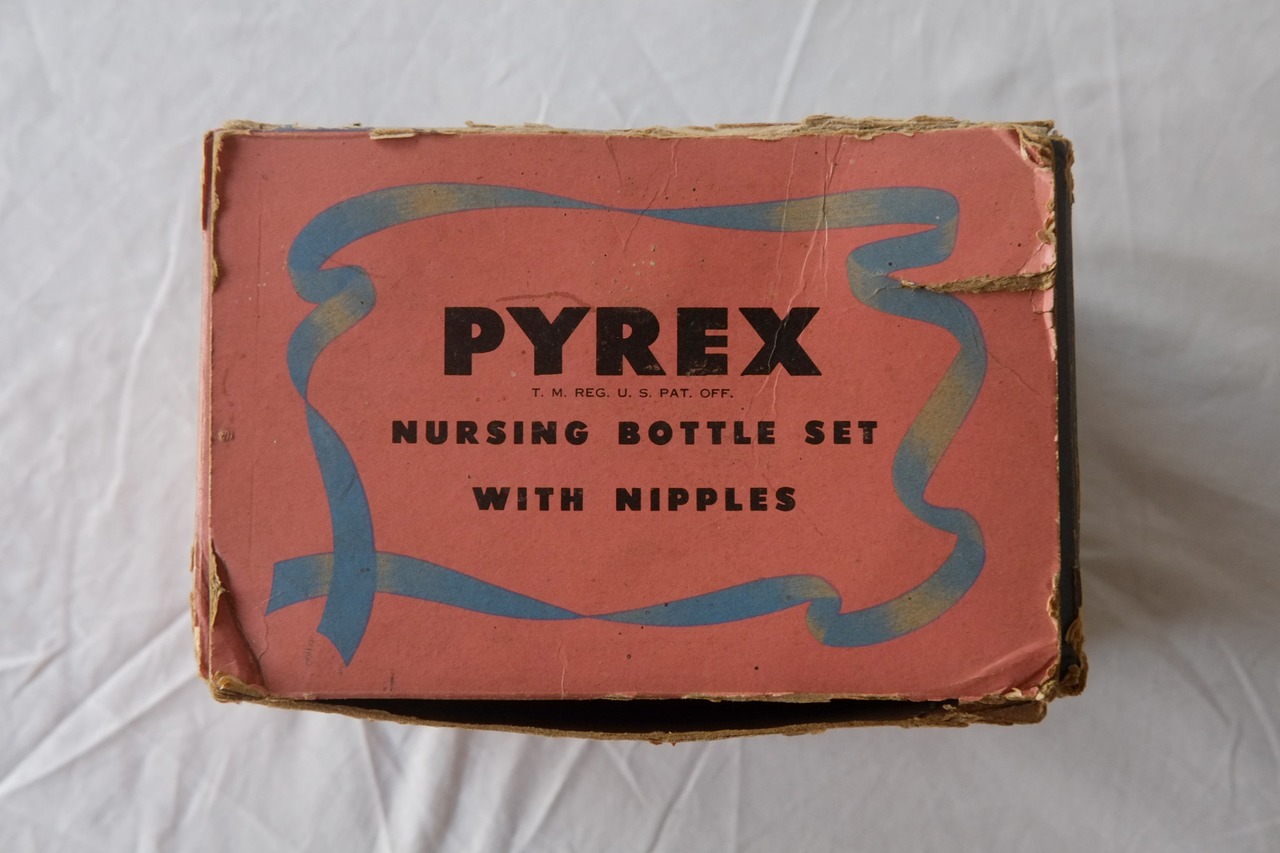 PYREX
T. M. REG. U. S. PAT. OFF.
NURSING BOTTLE SET
WITH NIPPLES